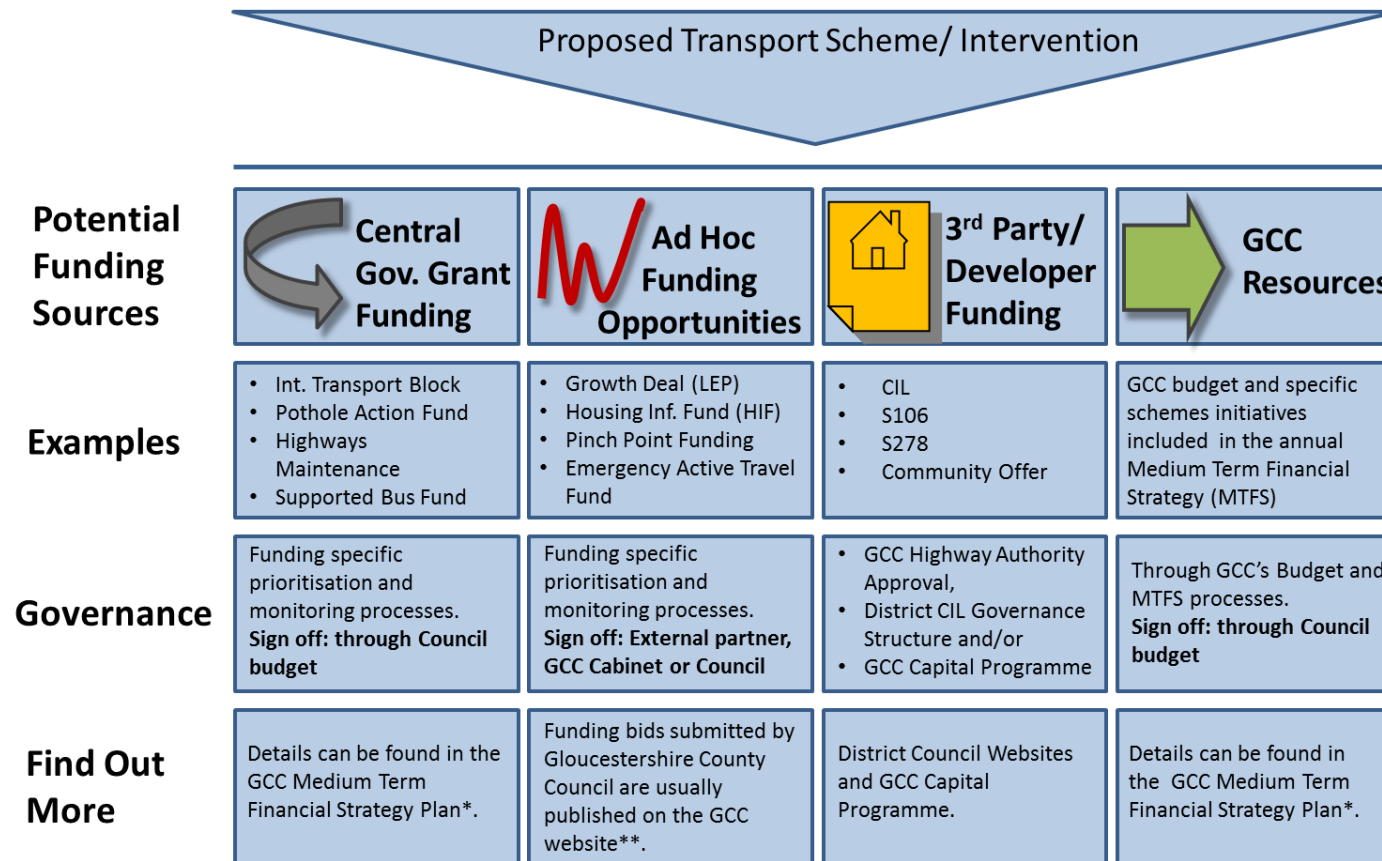 Proposed Transport Scheme/ Intervention
Potential
Funding
Sources
Central
Gov. Grant
Funding
Ad Hoc
Funding
Opportunities
3rd Party/
Developer
Funding
GCC
Resources
Examples
• Int. Transport Block
• Pothole Action Fund
• Highways
Maintenance
• Supported Bus Fund
• Growth Deal (LEP)
• Housing Inf. Fund (HIF)
• Pinch Point Funding
• Emergency Active Travel
Fund
• CIL
• S106
• S278
• Community Offer
GCC budget and specific
schemes initiatives
included in the annual
Medium Term Financial
Strategy (MTFS)
Governance
Funding specific
prioritisation and
monitoring processes.
Sign off: through Council
budget
Funding specific
prioritisation and
monitoring processes.
Sign off: External partner,
GCC Cabinet or Council
• GCC Highway Authority
Approval,
• District CIL Governance
Structure and/or
• GCC Capital Programme
Through GCC’s Budget and
MTFS processes.
Sign off: through Council
budget
Find Out
More
Details can be found in the
GCC Medium Term
Financial Strategy Plan*.
Funding bids submitted by
Gloucestershire County
Council are usually
published on the GCC
website**.
District Council Websites
and GCC Capital
Programme.
Details can be found in
the GCC Medium Term
Financial Strategy Plan*.